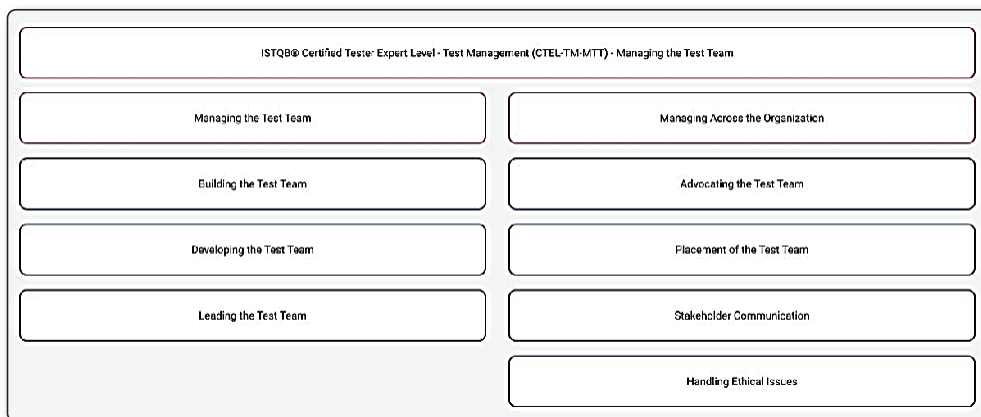 ISTQB® Certified Tester Expert Level - Test Management (CTEL-TM-MTT) - Managing the Test Team
Managing the Test Team
Building the Test Team
Developing the Test Team
Leading the Test Team
Managing Across the Organization
Advocating the Test Team
Placement of the Test Team
Stakeholder Communication
Handling Ethical Issues